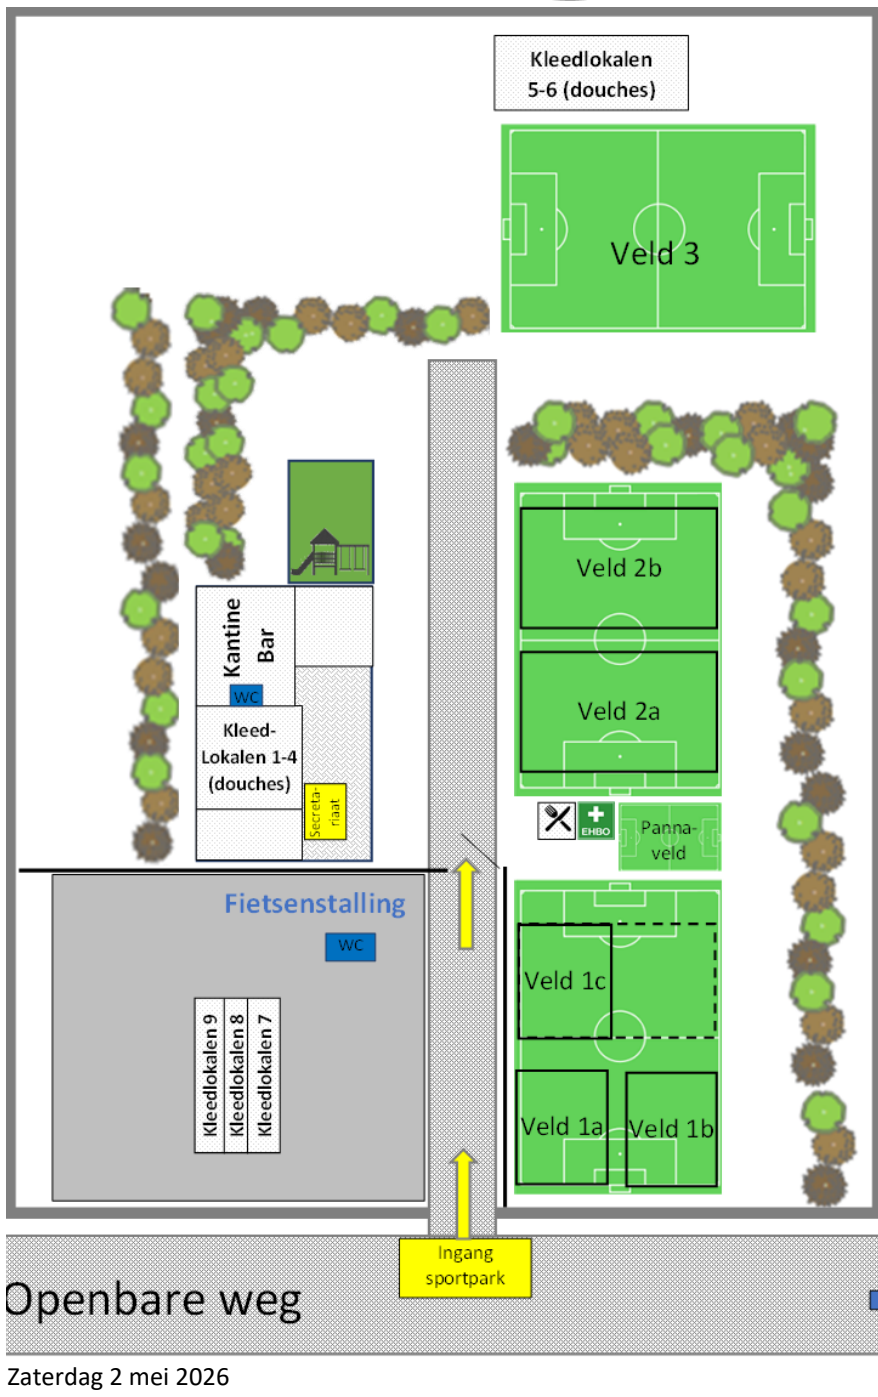 Kleedlokalen
5-6 (douches)
Veld 3
Veld 2b
Kantine
Bar
WC
Veld 2a
Kleed-
Lokalen 1-4
(douches)
Secreta-
riaat
EHBO
Panna-
veld
Fietsenstalling
WC
Veld 1c
Kleedlokalen 9
Kleedlokalen 8
Kleedlokalen 7
Veld 1a
Veld 1b
Ingang
sportpark
Openbare weg
Zaterdag 2 mei 2026